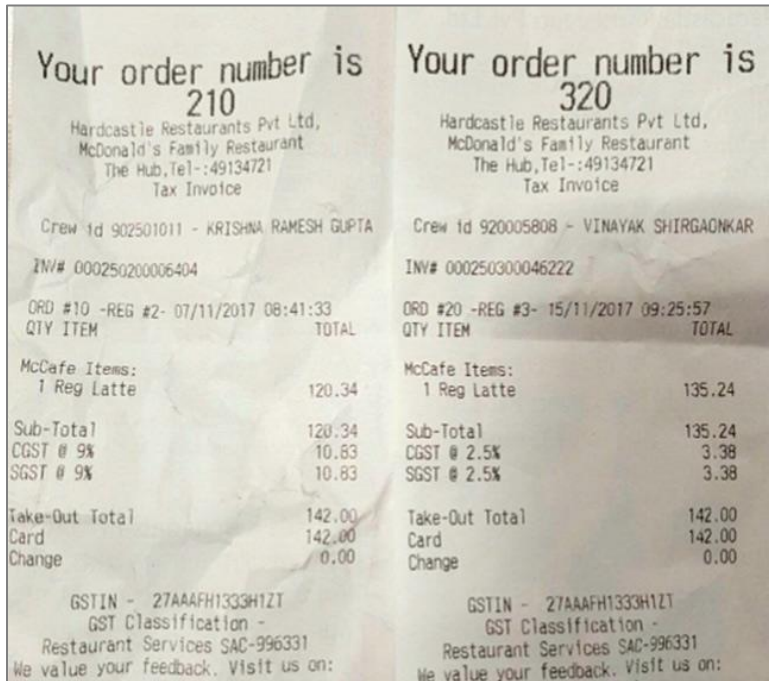 Your order number is
210
Hardcastle Restaurants Pvt Ltd,
McDonald's Family Restaurant
The Hub,Tel-:49134721
Tax Invoice
Crew id 902501011 - KRISHNA RAMESH GUPTA
INV# 000250200006404
ORD #10 -REG #2- 07/11/2017 08:41:33
QTY ITEM TOTAL
McCafe Items:
1 Reg Latte 120.34
Sub-Total 120.34
CGST @ 9% 10.83
SGST @ 9% 10.83
Take-Out Total 142.00
Card 142.00
Change 0.00
GSTIN - 27AAAFH1333H1ZT
GST Classification -
Restaurant Services SAC-996331
We value your feedback. Visit us on:
Your order number is
320
Hardcastle Restaurants Pvt Ltd,
McDonald's Family Restaurant
The Hub,Tel-:49134721
Tax Invoice
Crew id 920005808 - VINAYAK SHIRGAONKAR
INV# 000250300046222
ORD #20 -REG #3- 15/11/2017 09:25:57
QTY ITEM TOTAL
McCafe Items:
1 Reg Latte 135.24
Sub-Total 135.24
CGST @ 2.5% 3.38
SGST @ 2.5% 3.38
Take-Out Total 142.00
Card 142.00
Change 0.00
GSTIN - 27AAAFH1333H1ZT
GST Classification -
Restaurant Services SAC-996331
We value your feedback. Visit us on: